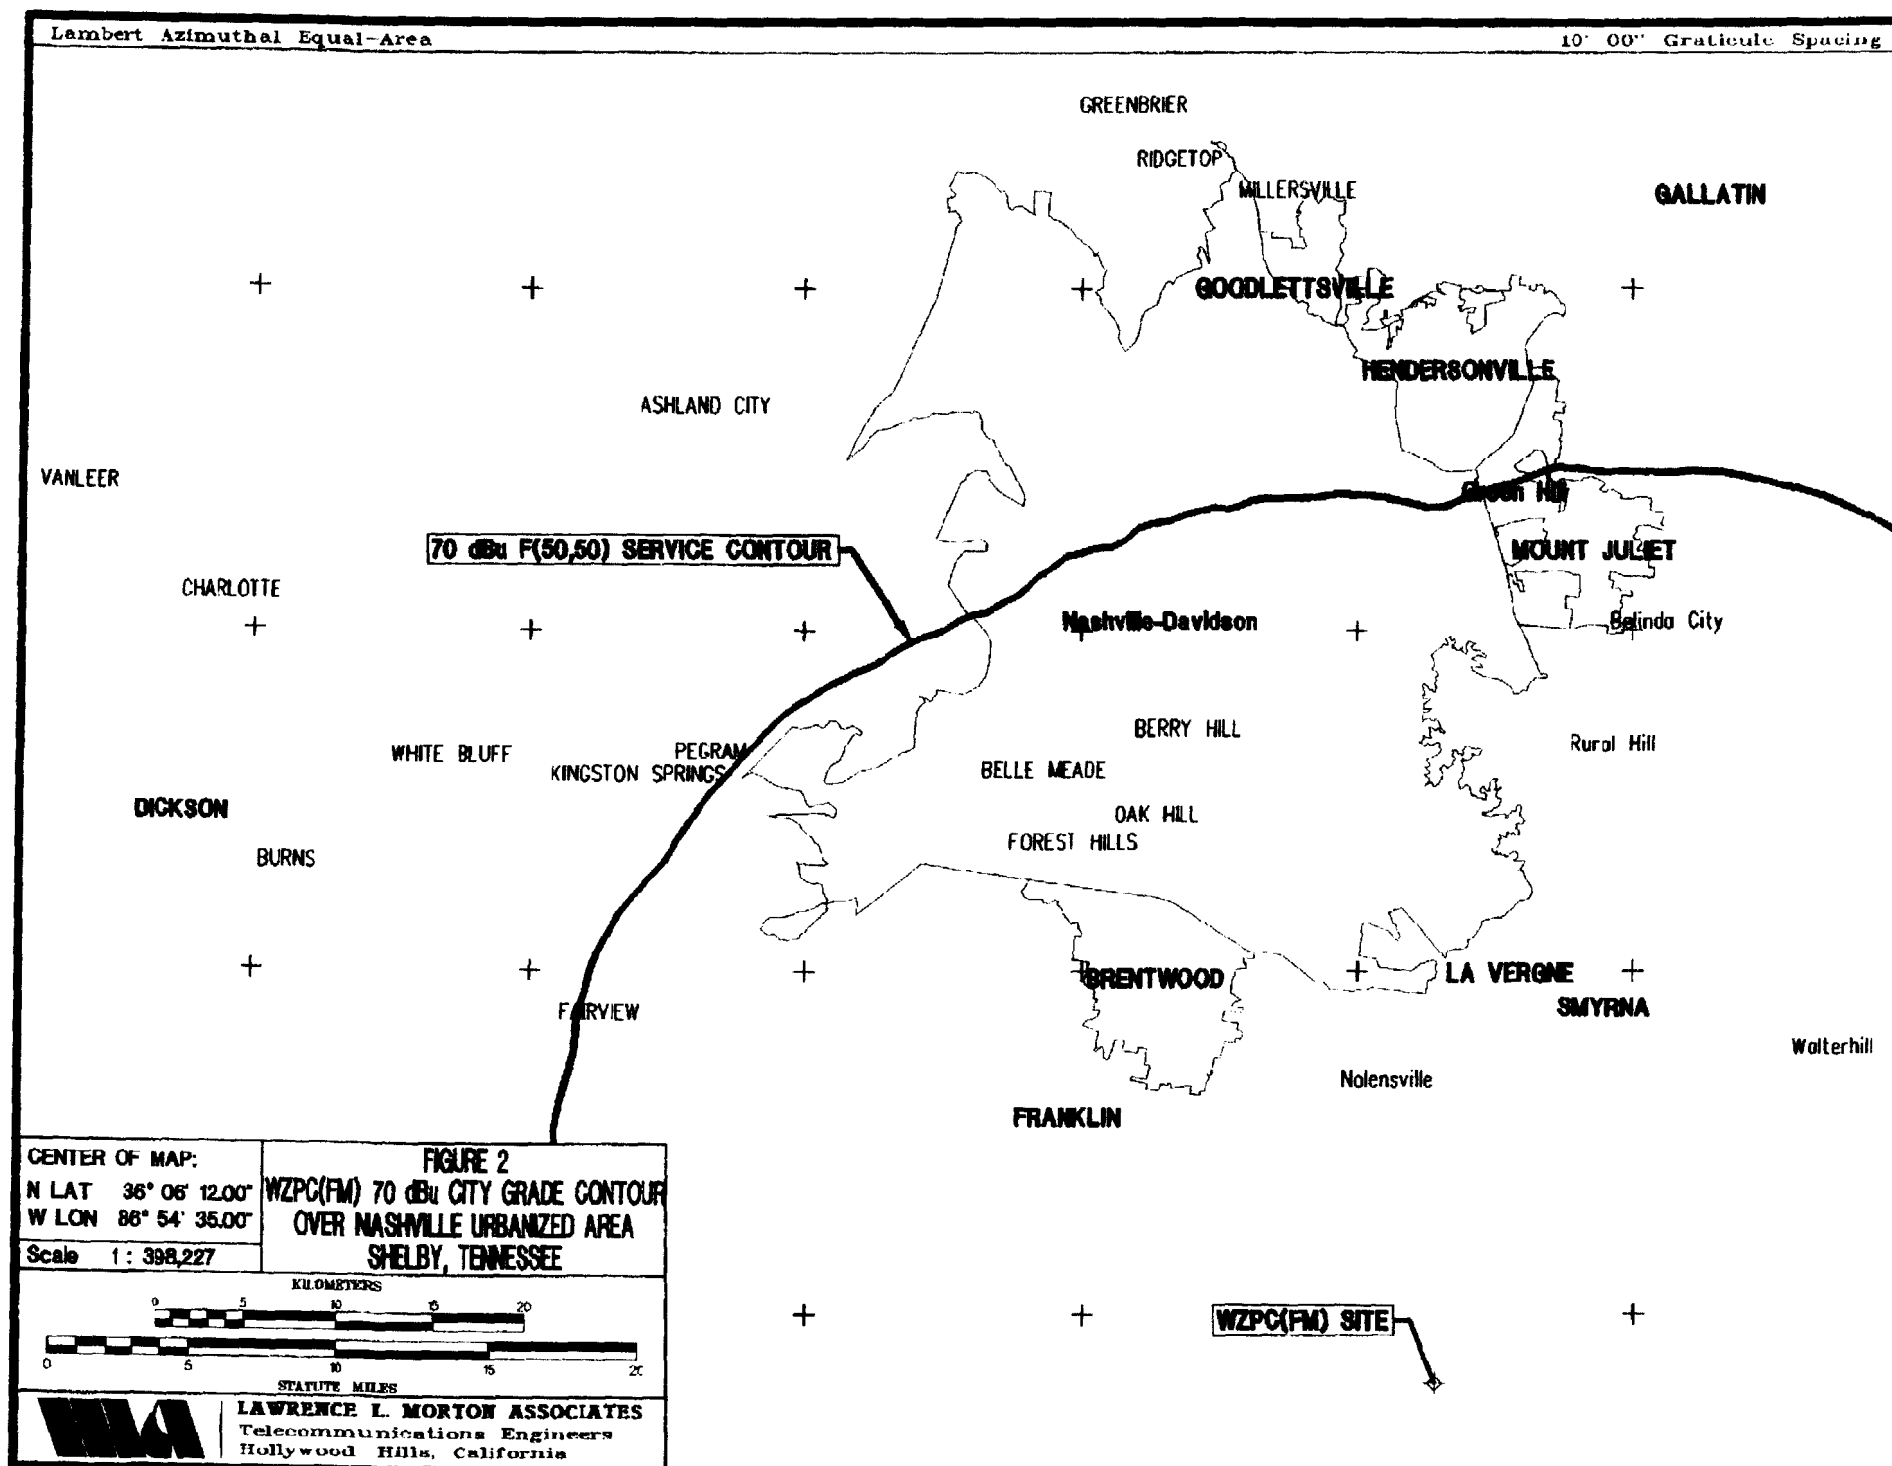 Lambert Azimuthal Equal-Area
10' 00" Graticule Spacing
GREENBRIER
RIDGETOP
MILLERSVILLE
GALLATIN
GOODLETTSVILLE
HENDERSONVILLE
ASHLAND CITY
VANLEER
Green Hill
70 dBu F(50,50) SERVICE CONTOUR
MOUNT JULIET
CHARLOTTE
Nashville-Davidson
Belinda City
BERRY HILL
Rural Hill
WHITE BLUFF
PEGRAM
KINGSTON SPRINGS
BELLE MEADE
DICKSON
OAK HILL
FOREST HILLS
BURNS
BRENTWOOD
LA VERGNE
FAIRVIEW
SMYRNA
Walterhill
Nolensville
FRANKLIN
CENTER OF MAP:
N LAT 36° 06' 12.00"
W LON 86° 54' 35.00"
Scale 1 : 398,227
FIGURE 2
WZPC(FM) 70 dBu CITY GRADE CONTOUR
OVER NASHVILLE URBANIZED AREA
SHELBY, TENNESSEE
KILOMETERS
0 5 10 15 20
0 5 10 15 20
STATUTE MILES
WZPC(FM) SITE
LAWRENCE L. MORTON ASSOCIATES
Telecommunications Engineers
Hollywood Hills, California